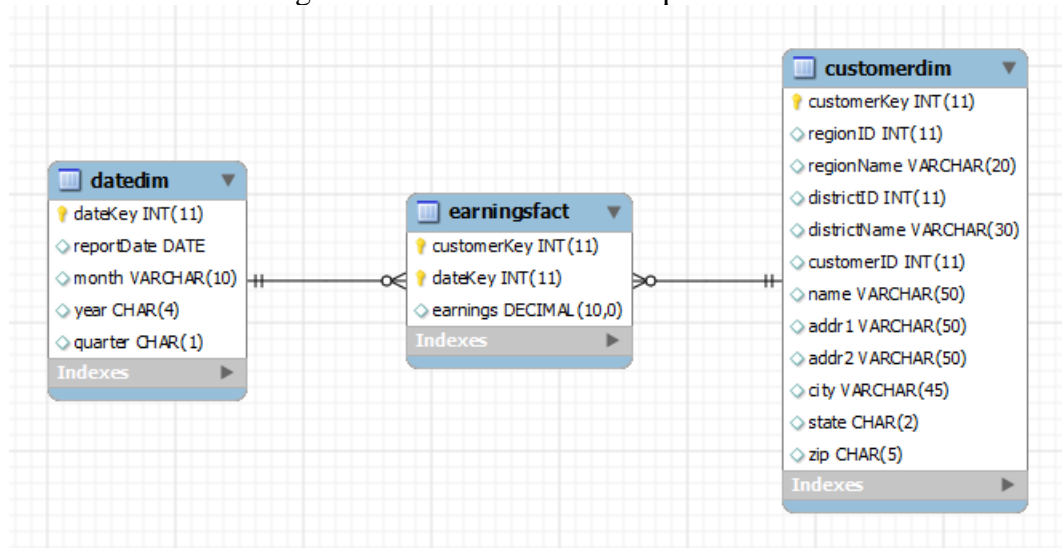 datedim
dateKey INT(11)
reportDate DATE
month VARCHAR(10)
year CHAR(4)
quarter CHAR(1)
Indexes
earningsfact
customerKey INT(11)
dateKey INT(11)
earnings DECIMAL(10,0)
Indexes
customerdim
customerKey INT(11)
regionID INT(11)
regionName VARCHAR(20)
districtID INT(11)
districtName VARCHAR(30)
customerID INT(11)
name VARCHAR(50)
addr1 VARCHAR(50)
addr2 VARCHAR(50)
city VARCHAR(45)
state CHAR(2)
zip CHAR(5)
Indexes